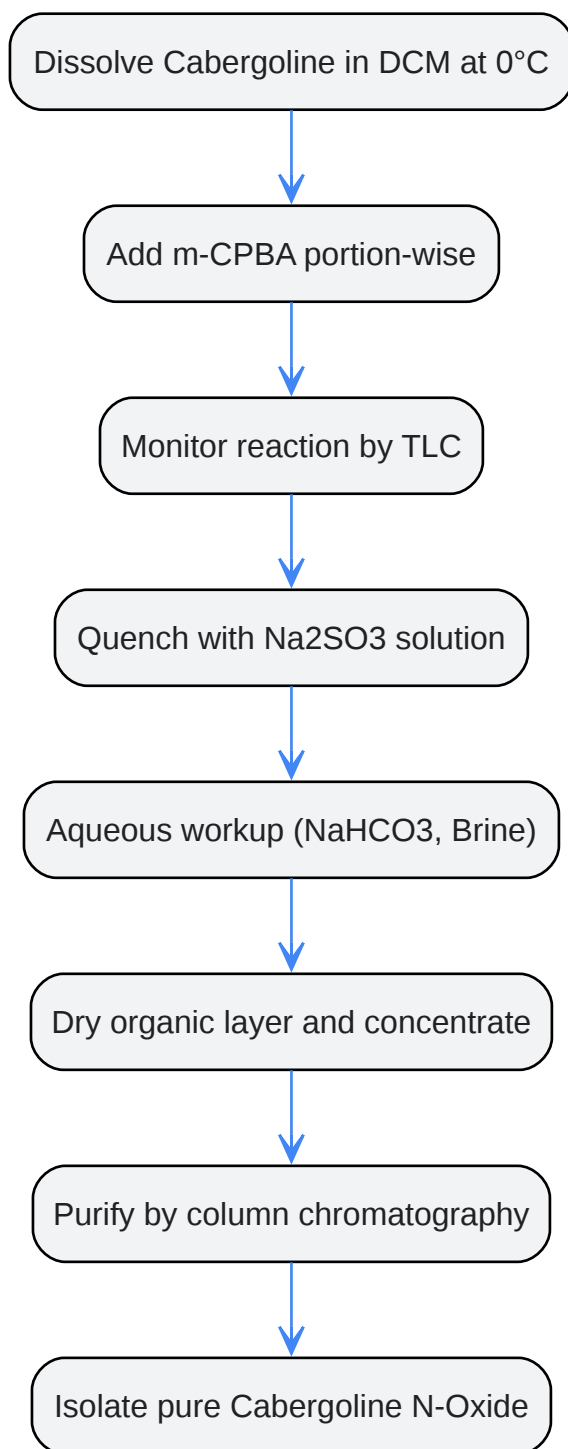 Dissolve Cabergoline in DCM at 0°C
Add m-CPBA portion-wise
Monitor reaction by TLC
Quench with Na2SO3 solution
Aqueous workup (NaHCO3, Brine)
Dry organic layer and concentrate
Purify by column chromatography
Isolate pure Cabergoline N-Oxide